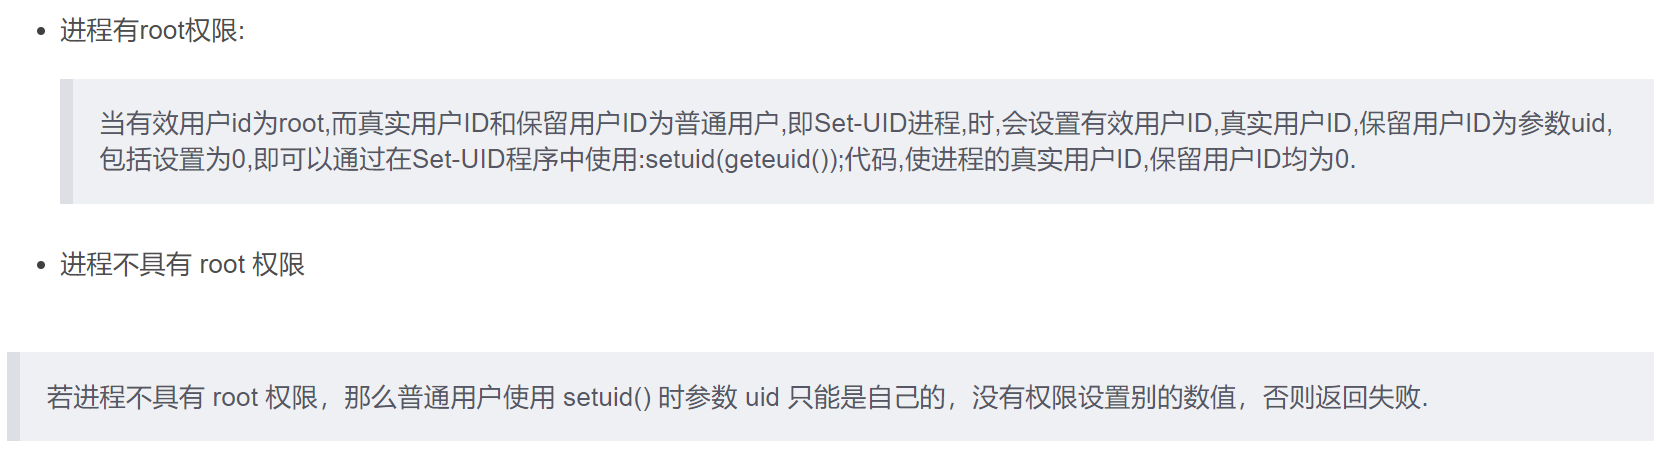 进程有root权限:
当有效用户id为root,而真实用户ID和保留用户ID为普通用户,即Set-UID进程,时,会设置有效用户ID,真实用户ID,保留用户ID为参数uid,
包括设置为0,即可以通过在Set-UID程序中使用:setuid(geteuid());代码,使进程的真实用户ID,保留用户ID均为0.
进程不具有 root 权限
若进程不具有 root 权限，那么普通用户使用 setuid() 时参数 uid 只能是自己的，没有权限设置别的数值，否则返回失败.